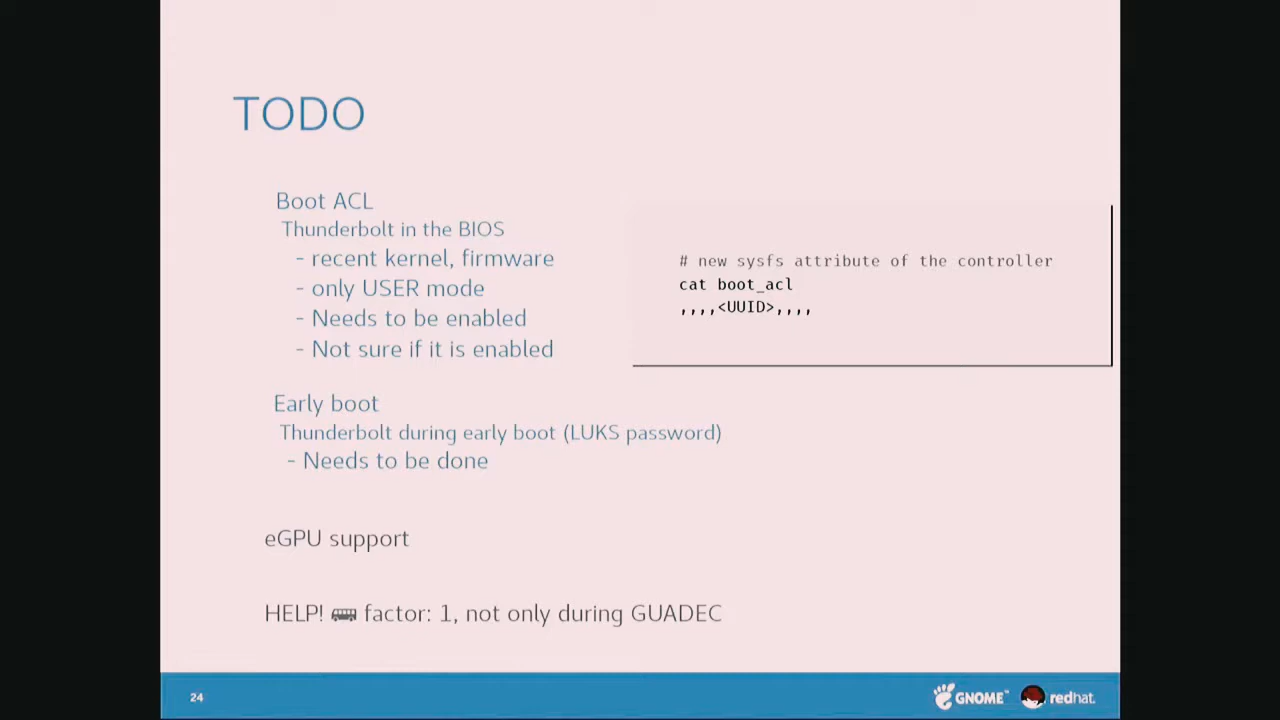 TODO
Boot ACL
Thunderbolt in the BIOS
- recent kernel, firmware
- only USER mode
- Needs to be enabled
- Not sure if it is enabled
# new sysfs attribute of the controller
cat boot_acl
,,,,<UUID>,,,,
Early boot
Thunderbolt during early boot (LUKS password)
- Needs to be done
eGPU support
HELP! 🚌 factor: 1, not only during GUADEC
24
GNOME™
redhat.